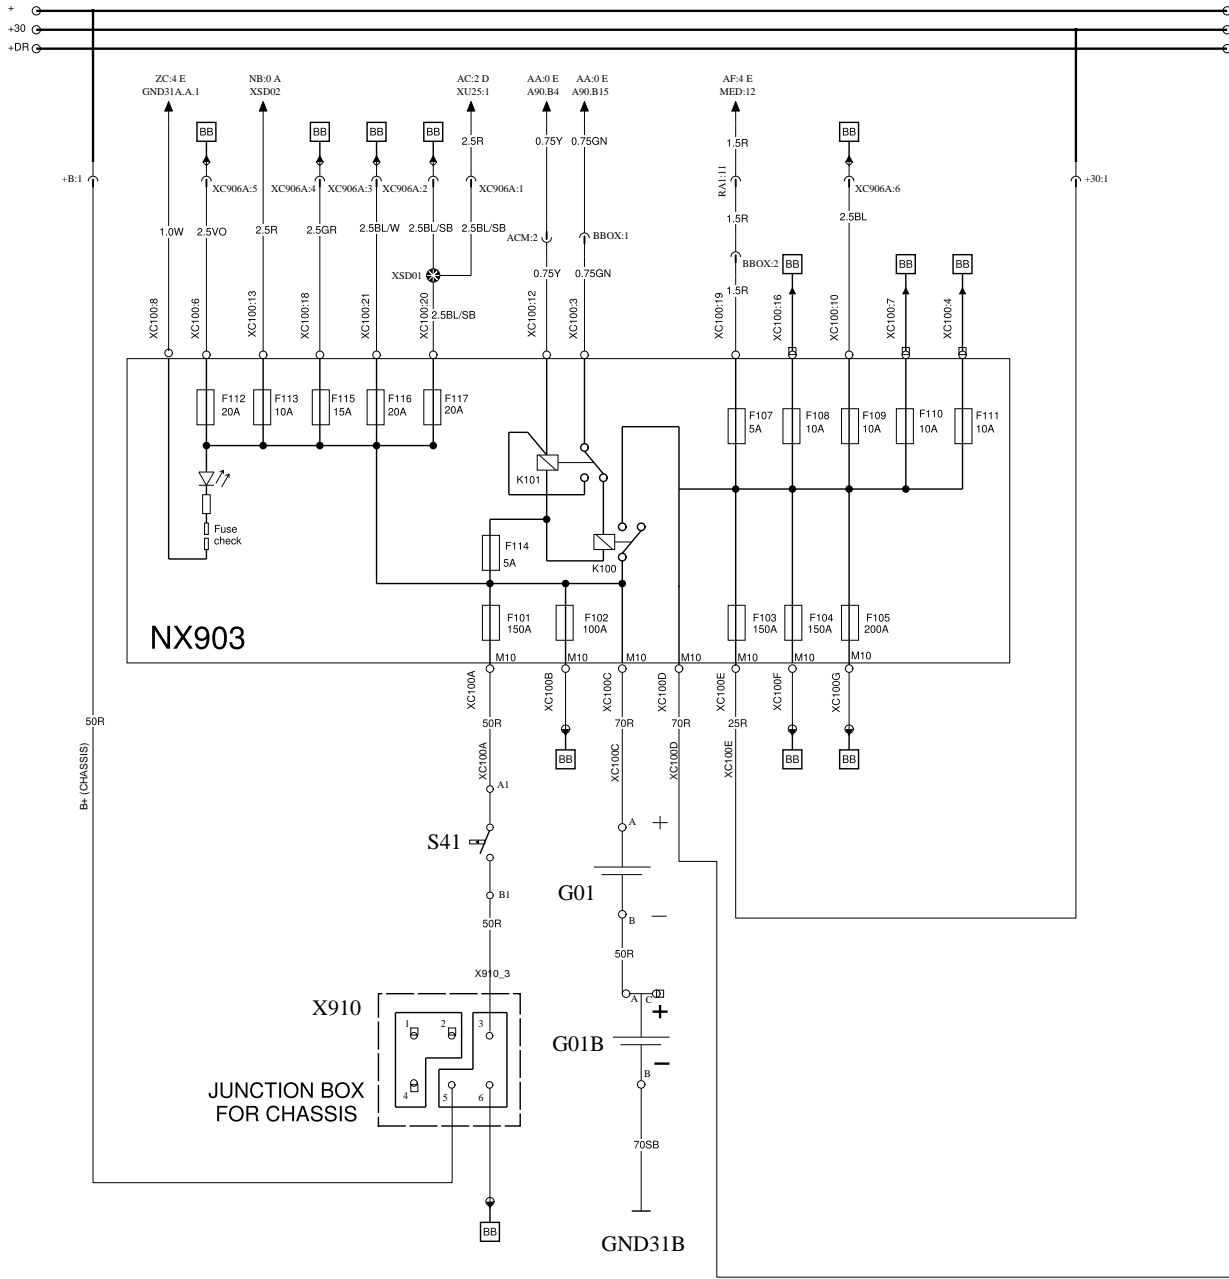 +
+30
+DR
ZC:4 E
GND31A.A.1
NB:0 A
XSD02
AC:2 D
XU25:1
AA:0 E
A90.B4
AA:0 E
A90.B15
AF:4 E
MED:12
BB
BB
BB
BB
BB
2.5R
0.75Y
0.75GN
1.5R
+B:1
XC906A:5
XC906A:4
XC906A:3
XC906A:2
XC906A:1
RA1:11
XC906A:6
+30:1
1.0W
2.5VO
2.5R
2.5GR
2.5BL/W
2.5BL/SB
2.5BL/SB
ACM:2
BBOX:1
1.5R
2.5BL
XSD01
0.75Y
0.75GN
BBOX:2
BB
BB
BB
1.5R
2.5BL/SB
XC100:8
XC100:6
XC100:13
XC100:18
XC100:21
XC100:20
XC100:12
XC100:3
XC100:19
XC100:16
XC100:10
XC100:7
XC100:4
F112
20A
F113
10A
F115
15A
F116
20A
F117
20A
F107
5A
F108
10A
F109
10A
F110
10A
F111
10A
K101
Fuse
check
F114
5A
K100
NX903
F101
150A
F102
100A
F103
150A
F104
150A
F105
200A
M10
M10
M10
M10
M10
M10
M10
XC100A
XC100B
XC100C
XC100D
XC100E
XC100F
XC100G
50R
50R
70R
70R
25R
B+ (CHASSIS)
XC100A
BB
XC100C
XC100D
XC100E
BB
BB
A1
S41
A
+
G01
B1
B
−
50R
50R
X910_3
X910
1
2
3
4
5
6
A
C
+
G01B
−
B
JUNCTION BOX
FOR CHASSIS
70SB
BB
GND31B